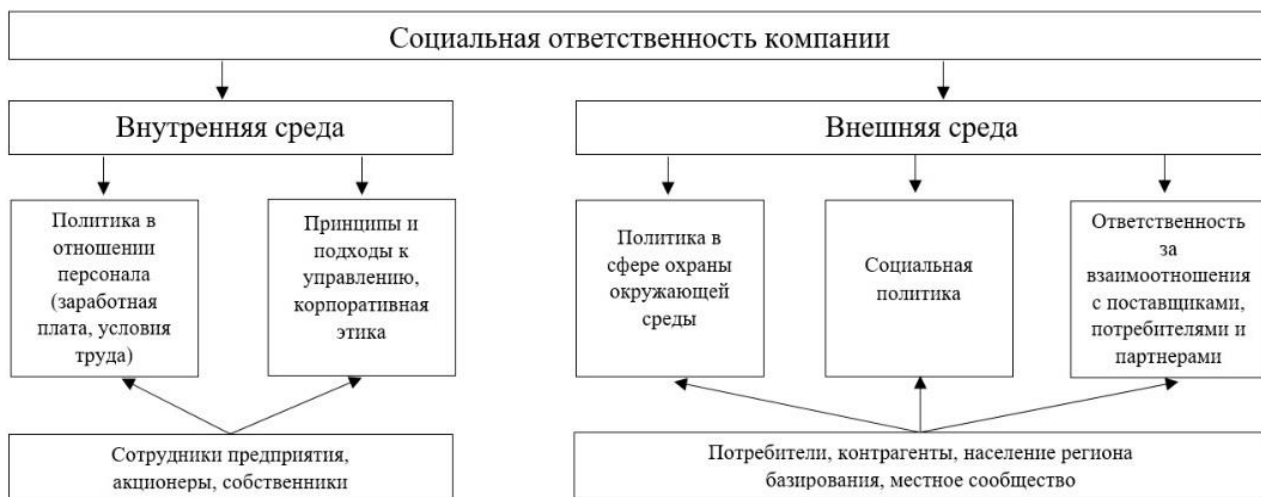 Социальная ответственность компании
Внутренняя среда
Внешняя среда
Политика в
отношении
персонала
(заработная
плата, условия
труда)
Принципы и
подходы к
управлению,
корпоративная
этика
Политика в
сфере охраны
окружающей
среды
Социальная
политика
Ответственность
за
взаимоотношения
с поставщиками,
потребителями и
партнерами
Сотрудники предприятия,
акционеры, собственники
Потребители, контрагенты, население региона
базирования, местное сообщество